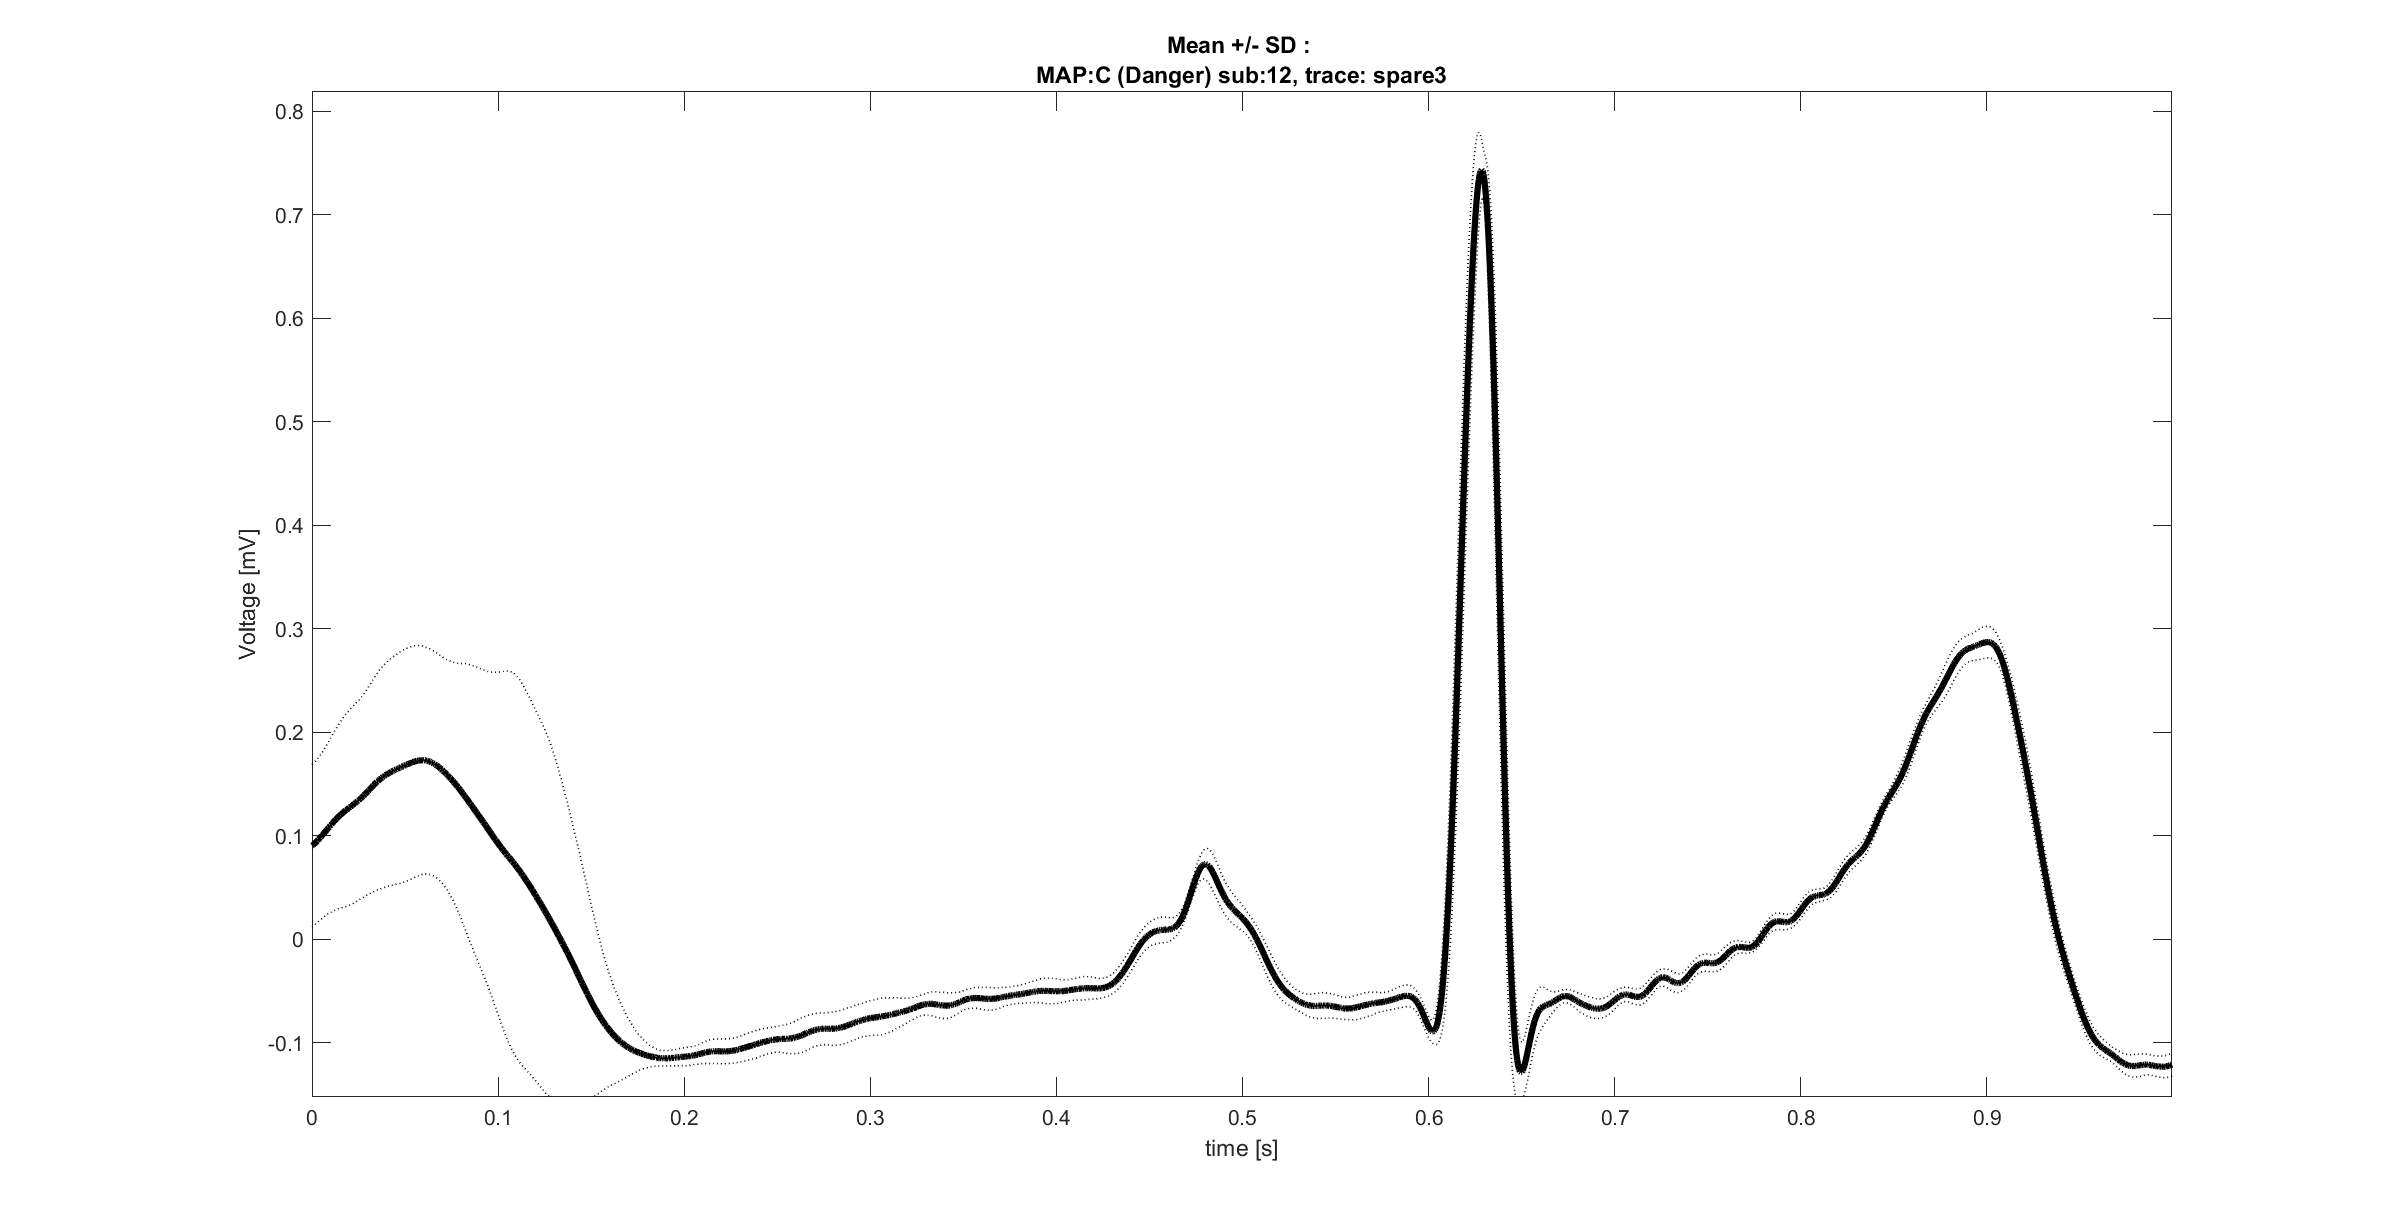 Mean +/- SD :
MAP:C (Danger) sub:12, trace: spare3
0.8
0.7
0.6
0.5
0.4
0.3
0.2
0.1
0
-0.1
Voltage [mV]
0 0.1 0.2 0.3 0.4 0.5 0.6 0.7 0.8 0.9
time [s]